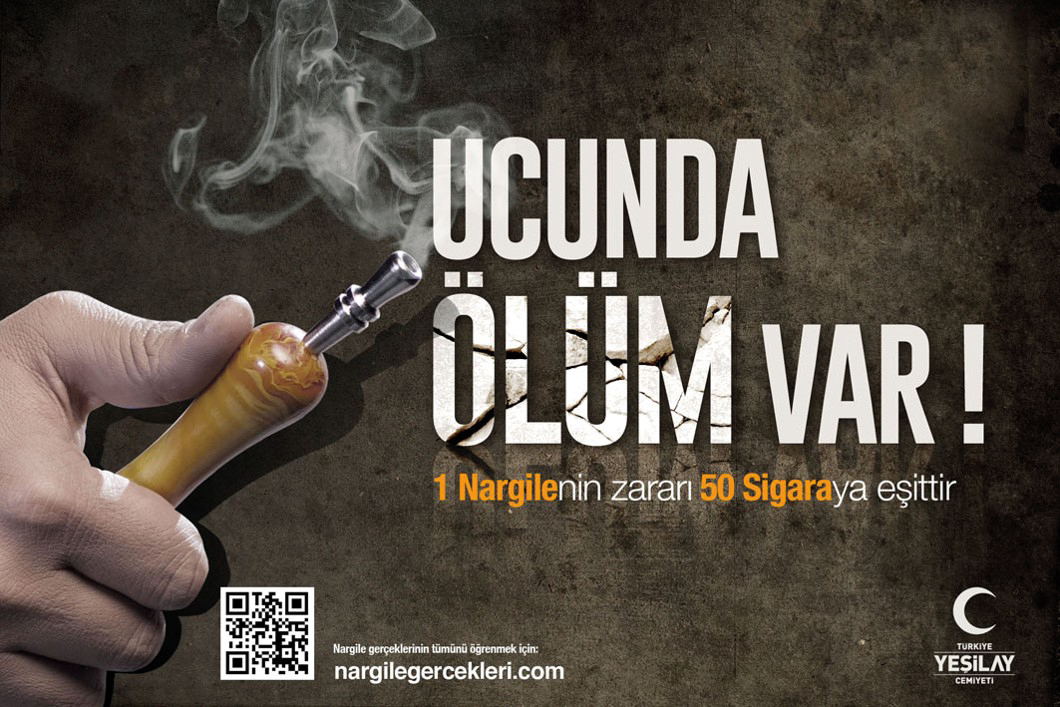 UCUNDA
ÖLÜM VAR !
1 Nargilenin zararı 50 Sigaraya eşittir
Nargile gerçeklerinin tümünü öğrenmek için:
nargilegercekleri.com
TÜRKİYE
YEŞİLAY
CEMİYETİ